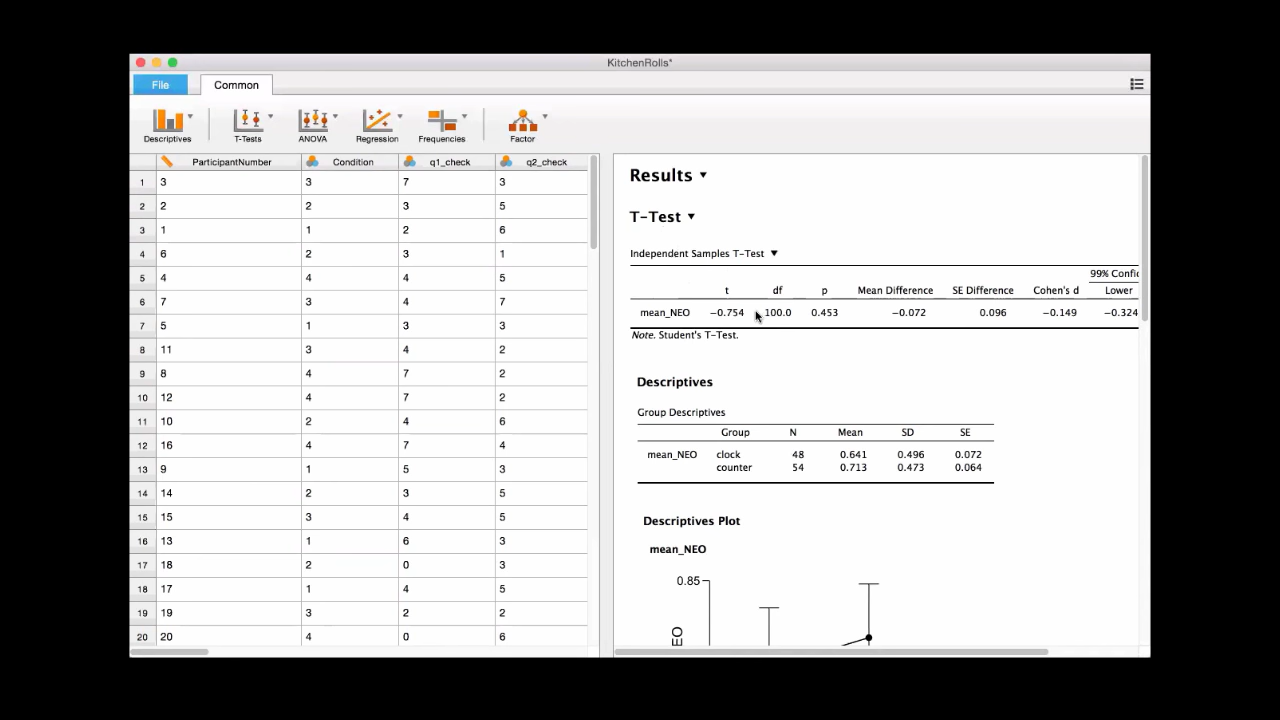 KitchenRolls*
File Common
Descriptives T-Tests ANOVA Regression Frequencies Factor
ParticipantNumber Condition q1_check q2_check
1 3 3 7 3
2 2 2 3 5
3 1 1 2 6
4 6 2 3 1
5 4 4 4 5
6 7 3 4 7
7 5 1 3 3
8 11 3 4 2
9 8 4 7 2
10 12 4 7 2
11 10 2 4 6
12 16 4 7 4
13 9 1 5 3
14 14 2 3 5
15 15 3 4 5
16 13 1 6 3
17 18 2 0 3
18 17 1 4 5
19 19 3 2 2
20 20 4 0 6
Results
T-Test
Independent Samples T-Test
99% Confi
t df p Mean Difference SE Difference Cohen's d Lower
mean_NEO −0.754 100.0 0.453 −0.072 0.096 −0.149 −0.324
Note. Student's T-Test.
Descriptives
Group Descriptives
Group N Mean SD SE
mean_NEO clock 48 0.641 0.496 0.072
counter 54 0.713 0.473 0.064
Descriptives Plot
mean_NEO
0.85
EO